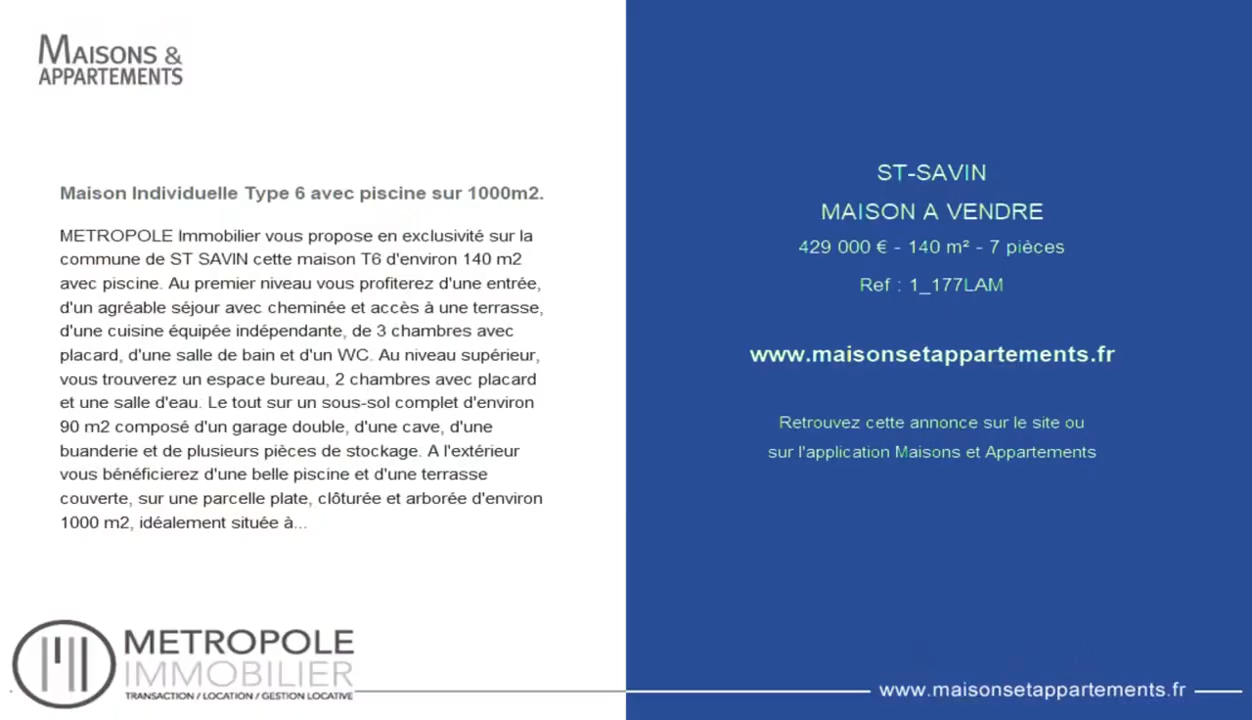 MAISONS &
APPARTEMENTS
Maison Individuelle Type 6 avec piscine sur 1000m2.
METROPOLE Immobilier vous propose en exclusivité sur la
commune de ST SAVIN cette maison T6 d'environ 140 m2
avec piscine. Au premier niveau vous profiterez d'une entrée,
d'un agréable séjour avec cheminée et accès à une terrasse,
d'une cuisine équipée indépendante, de 3 chambres avec
placard, d'une salle de bain et d'un WC. Au niveau supérieur,
vous trouverez un espace bureau, 2 chambres avec placard
et une salle d'eau. Le tout sur un sous-sol complet d'environ
90 m2 composé d'un garage double, d'une cave, d'une
buanderie et de plusieurs pièces de stockage. A l'extérieur
vous bénéficierez d'une belle piscine et d'une terrasse
couverte, sur une parcelle plate, clôturée et arborée d'environ
1000 m2, idéalement située à...
METROPOLE
IMMOBILIER
TRANSACTION / LOCATION / GESTION LOCATIVE
ST-SAVIN
MAISON A VENDRE
429 000 € - 140 m² - 7 pièces
Ref : 1_177LAM
www.maisonsetappartements.fr
Retrouvez cette annonce sur le site ou
sur l'application Maisons et Appartements
www.maisonsetappartements.fr